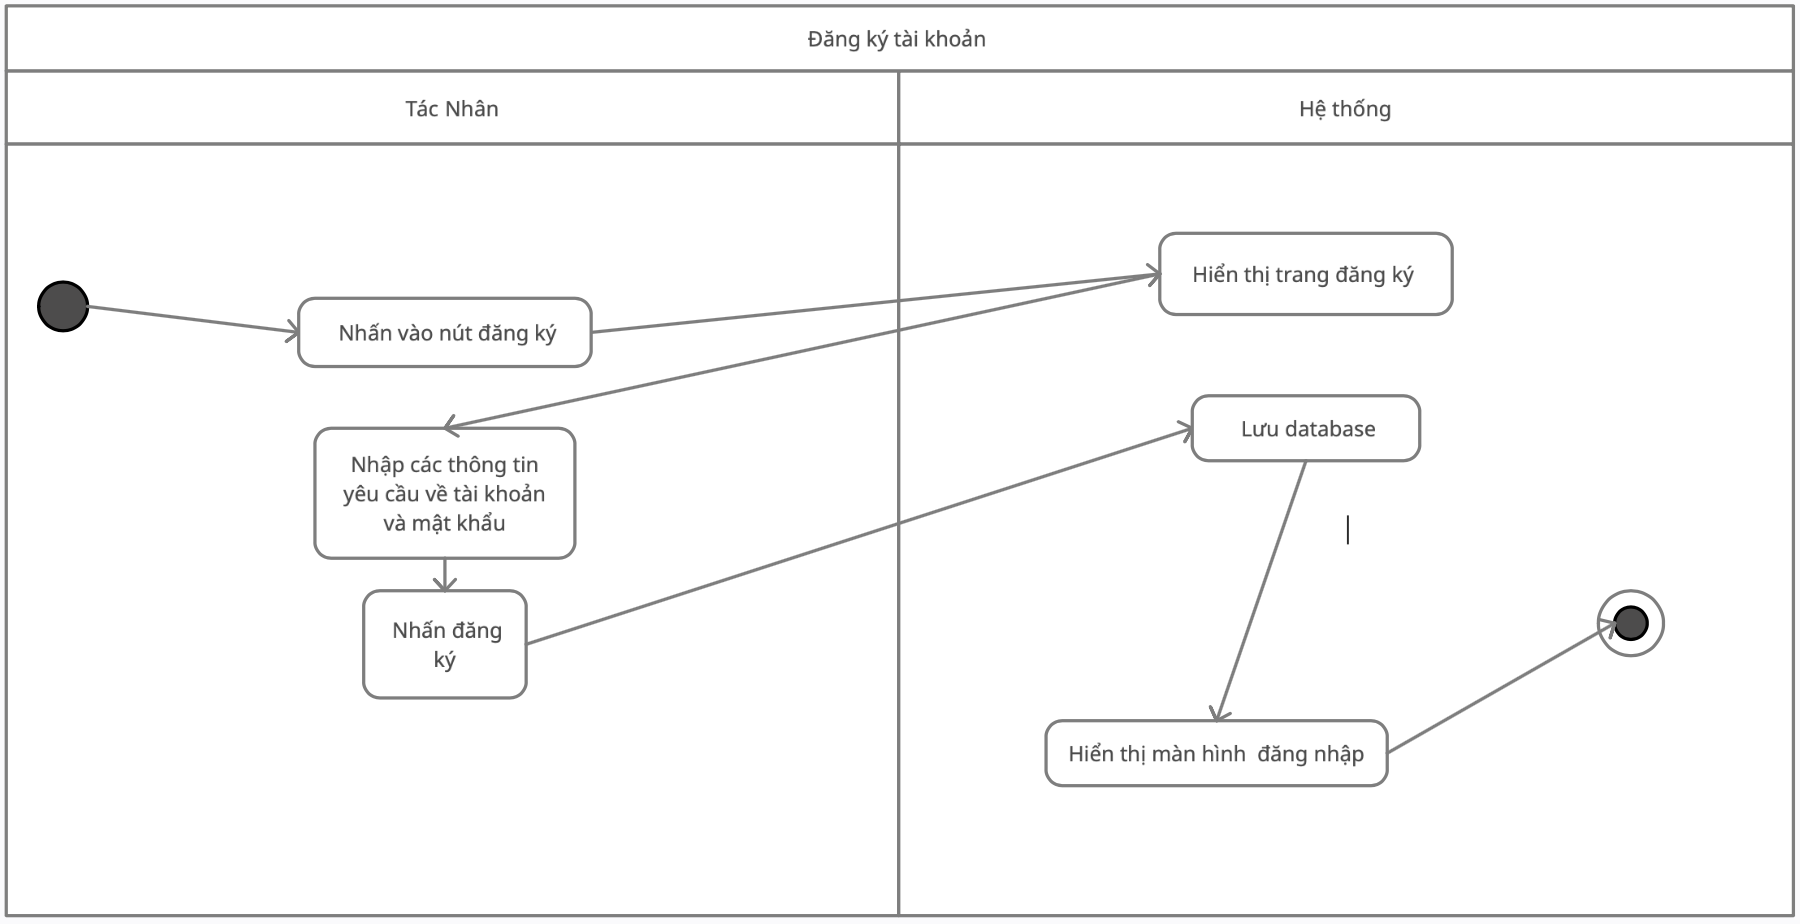 Đăng ký tài khoản
Tác Nhân
Hệ thống
Hiển thị trang đăng ký
Nhấn vào nút đăng ký
Lưu database
Nhập các thông tin
yêu cầu về tài khoản
và mật khẩu
Nhấn đăng
ký
Hiển thị màn hình  đăng nhập